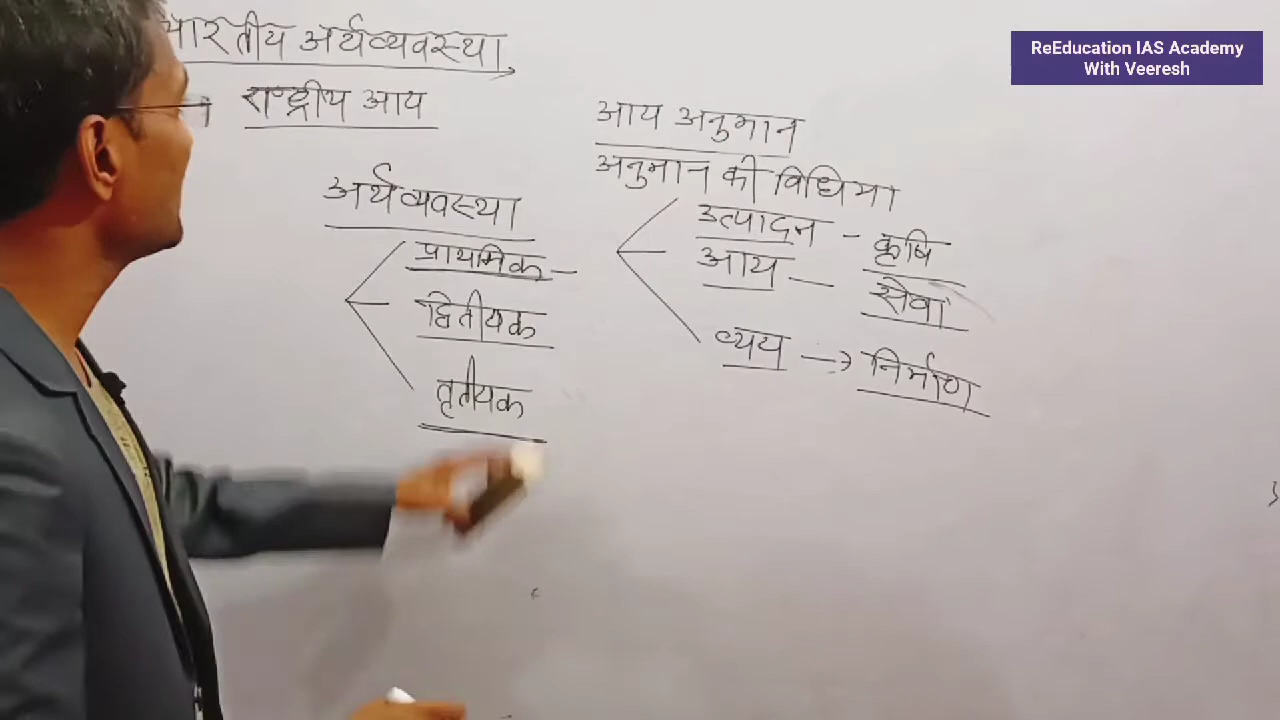 भारतीय अर्थव्यवस्था
राष्ट्रीय आय
अर्थव्यवस्था
प्राथमिक –
द्वितीयक
तृतीयक
आय अनुमान
अनुमान की विधिया
उत्पादन – कृषि
आय – सेवा
व्यय –> निर्माण
ReEducation IAS Academy
With Veeresh